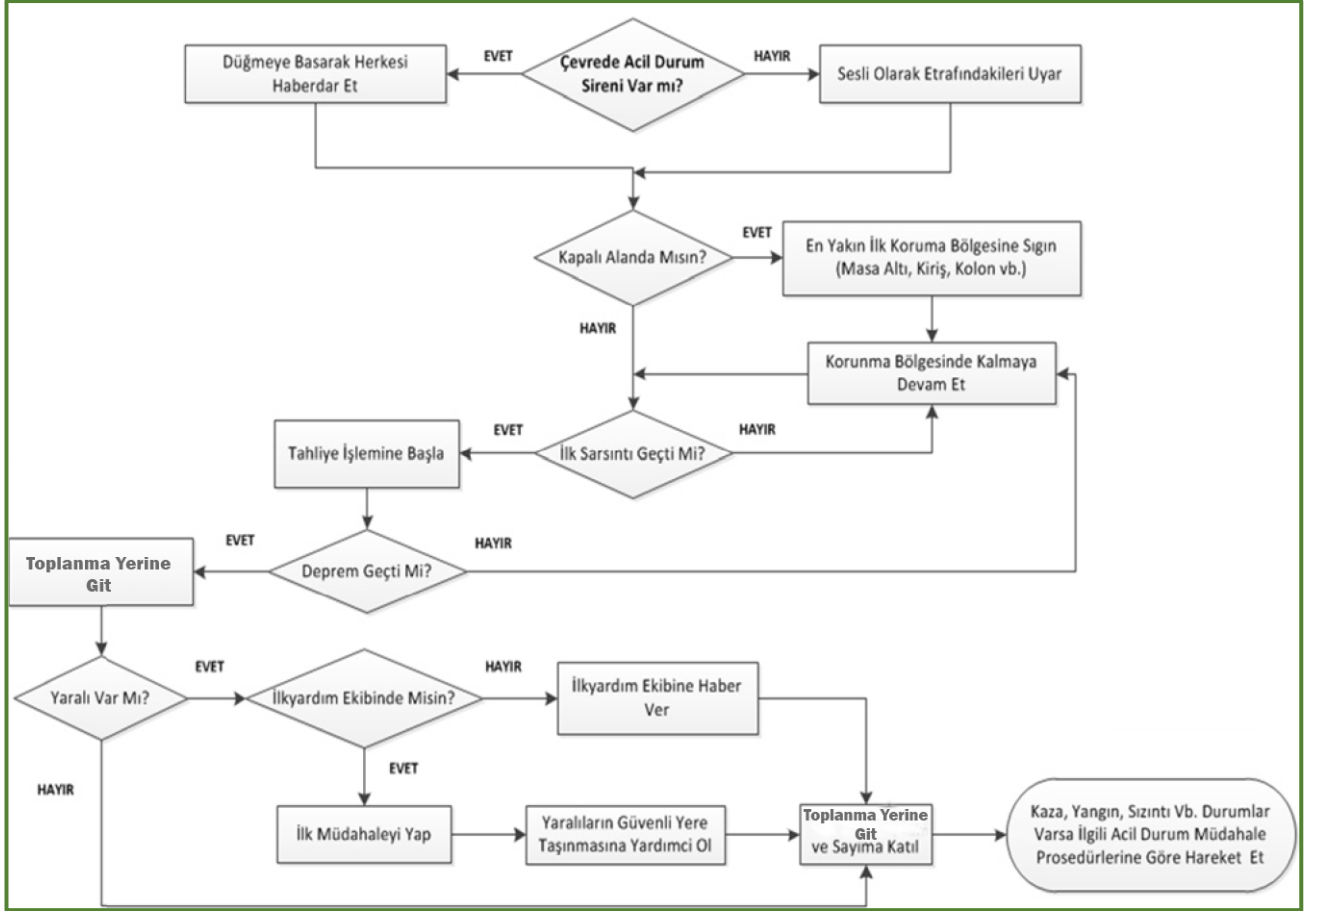 Çevrede Acil Durum
Sireni Var mı?
EVET
HAYIR
Düğmeye Basarak Herkesi
Haberdar Et
Sesli Olarak Etrafındakileri Uyar
Kapalı Alanda Mısın?
EVET
En Yakın İlk Koruma Bölgesine Sıgın
(Masa Altı, Kiriş, Kolon vb.)
HAYIR
Korunma Bölgesinde Kalmaya
Devam Et
İlk Sarsıntı Geçti Mi?
EVET
HAYIR
Tahliye İşlemine Başla
Deprem Geçti Mi?
EVET
HAYIR
Toplanma Yerine
Git
Yaralı Var Mı?
EVET
HAYIR
İlkyardım Ekibinde Misin?
HAYIR
İlkyardım Ekibine Haber
Ver
EVET
İlk Müdahaleyi Yap
Yaralıların Güvenli Yere
Taşınmasına Yardımci Ol
Toplanma Yerine
Git
ve Sayıma Katıl
Kaza, Yangın, Sızıntı Vb. Durumlar
Varsa İlgili Acil Durum Müdahale
Prosedürlerine Göre Hareket Et